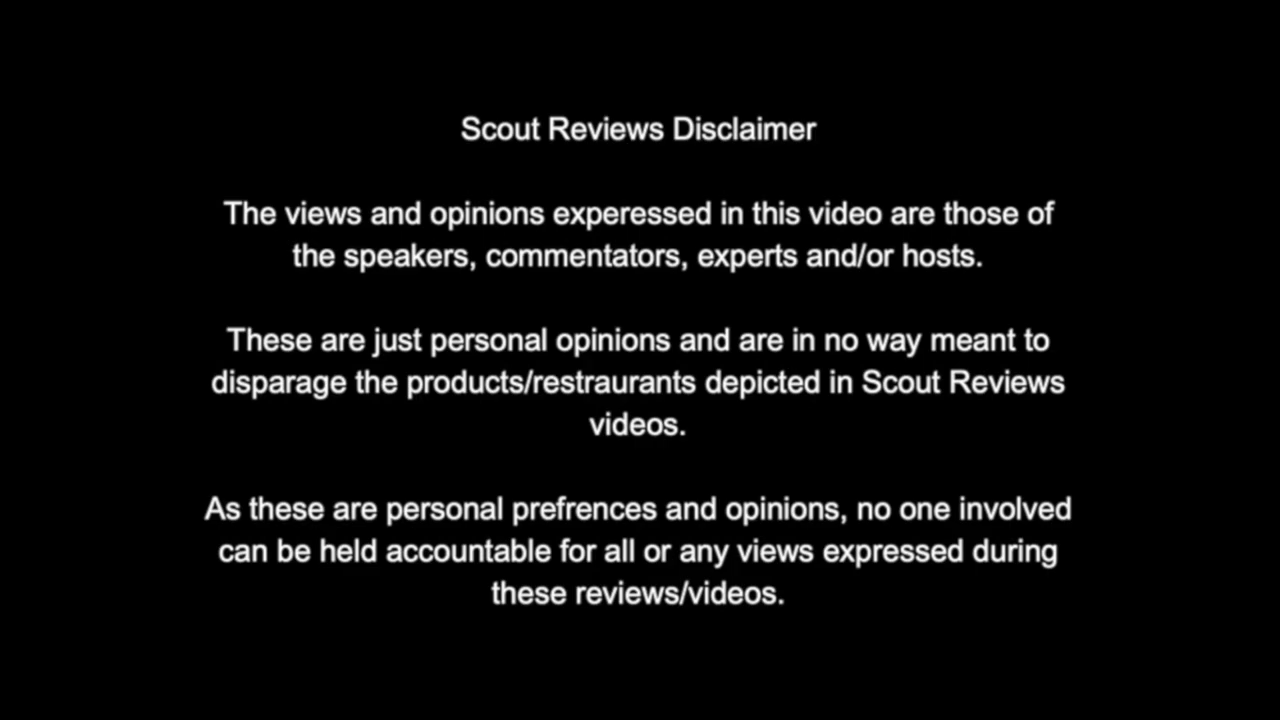 Scout Reviews Disclaimer
The views and opinions experessed in this video are those of
the speakers, commentators, experts and/or hosts.
These are just personal opinions and are in no way meant to
disparage the products/restraurants depicted in Scout Reviews
videos.
As these are personal prefrences and opinions, no one involved
can be held accountable for all or any views expressed during
these reviews/videos.